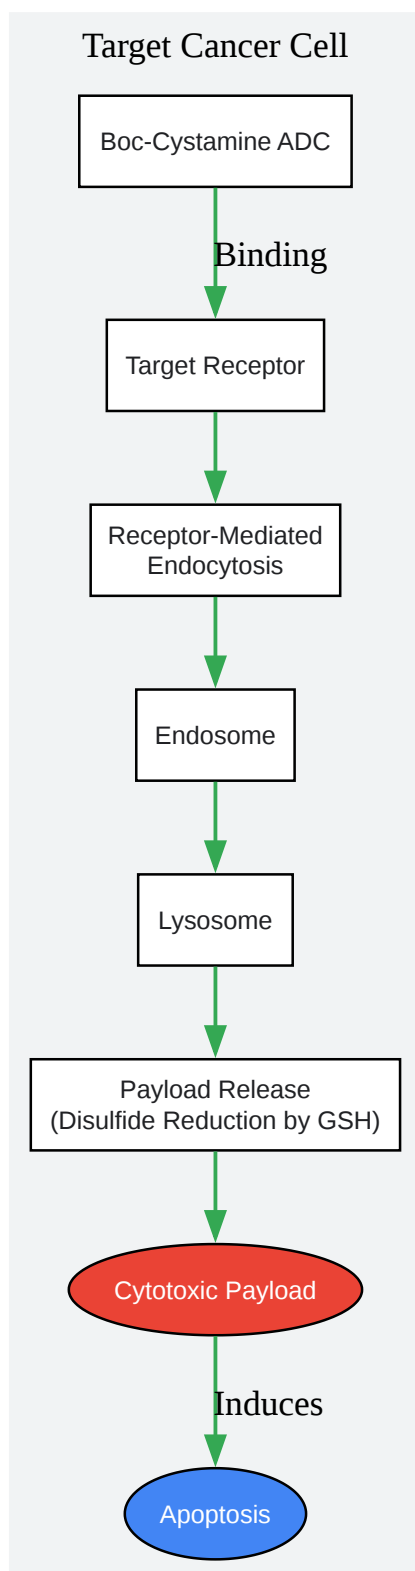 Target Cancer Cell
Boc-Cystamine ADC
Binding
Target Receptor
Receptor-Mediated
Endocytosis
Endosome
Lysosome
Payload Release
(Disulfide Reduction by GSH)
Cytotoxic Payload
Induces
Apoptosis